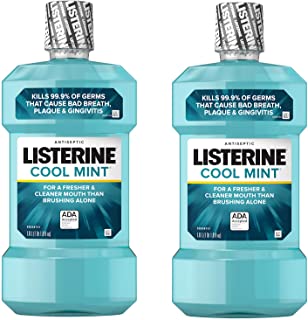 KILLS 99.9% OF GERMS
THAT CAUSE BAD BREATH,
PLAQUE & GINGIVITIS
ANTISEPTIC
LISTERINE
COOL MINT
FOR A FRESHER &
CLEANER MOUTH THAN
BRUSHING ALONE
ADA
Accepted
KILLS 99.9% OF GERMS
THAT CAUSE BAD BREATH,
PLAQUE & GINGIVITIS
ANTISEPTIC
LISTERINE
COOL MINT
FOR A FRESHER &
CLEANER MOUTH THAN
BRUSHING ALONE
ADA
Accepted